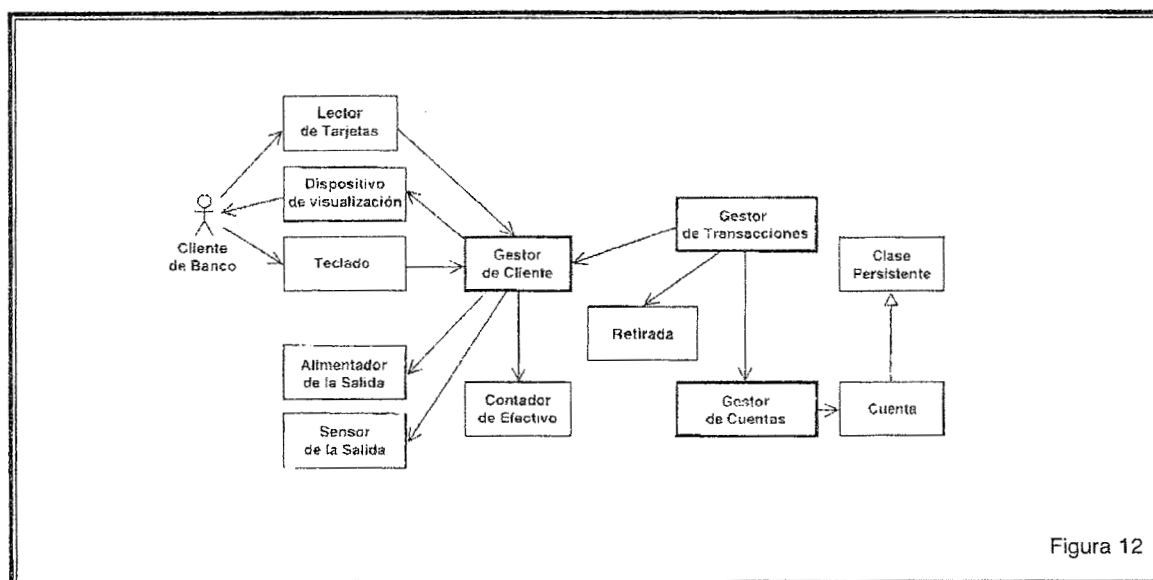 Lector
de Tarjetas
Dispositivo
de visualización
Cliente
de Banco
Teclado
Gestor
de Cliente
Gestor
de Transacciones
Clase
Persistente
Retirada
Alimentador
de la Salida
Contador
de Efectivo
Gestor
de Cuentas
Cuenta
Sensor
de la Salida
Figura 12